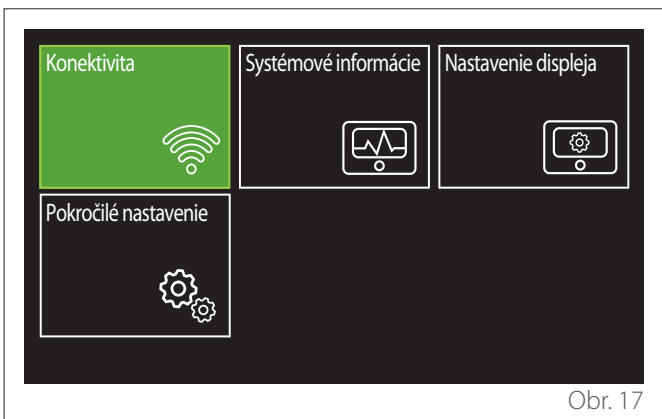 Konektivita
Systémové informácie
Nastavenie displeja
Pokročilé nastavenie
Obr. 17